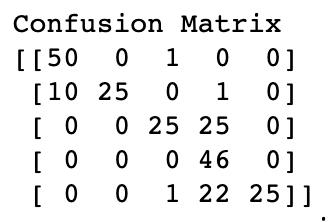 Confusion Matrix
[[50  0  1  0  0]
 [10 25  0  1  0]
 [ 0  0 25 25  0]
 [ 0  0  0 46  0]
 [ 0  0  1 22 25]]
.